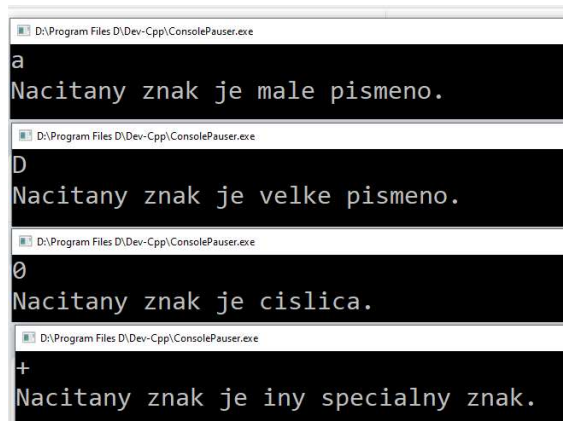 D:\Program Files D\Dev-Cpp\ConsolePauser.exe
a
Nacitany znak je male pismeno.
D:\Program Files D\Dev-Cpp\ConsolePauser.exe
D
Nacitany znak je velke pismeno.
D:\Program Files D\Dev-Cpp\ConsolePauser.exe
0
Nacitany znak je cislica.
D:\Program Files D\Dev-Cpp\ConsolePauser.exe
+
Nacitany znak je iny specialny znak.